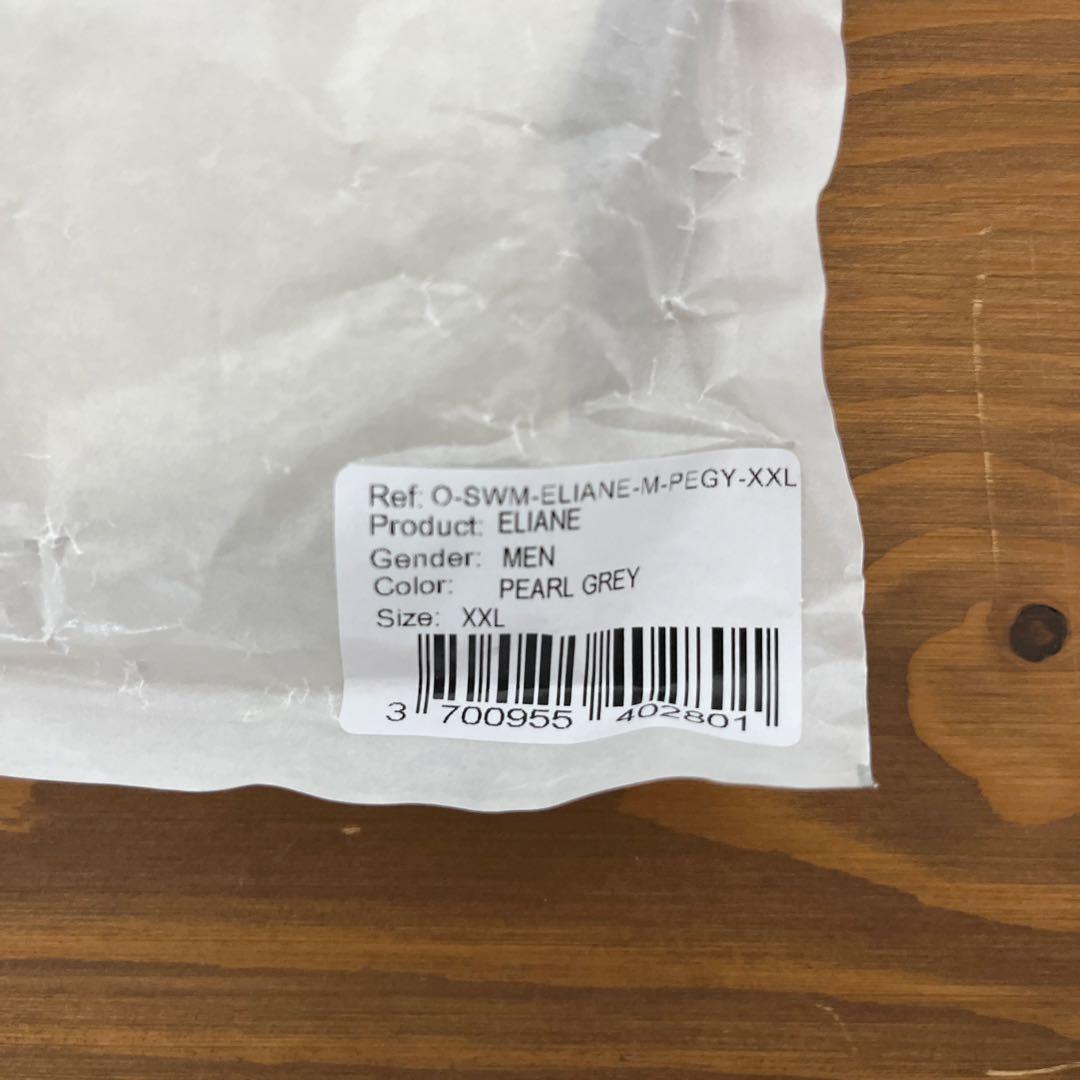 Ref: O-SWM-ELIANE-M-PEGY-XXL
Product: ELIANE
Gender: MEN
Color: PEARL GREY
Size: XXL
3 700955 402801